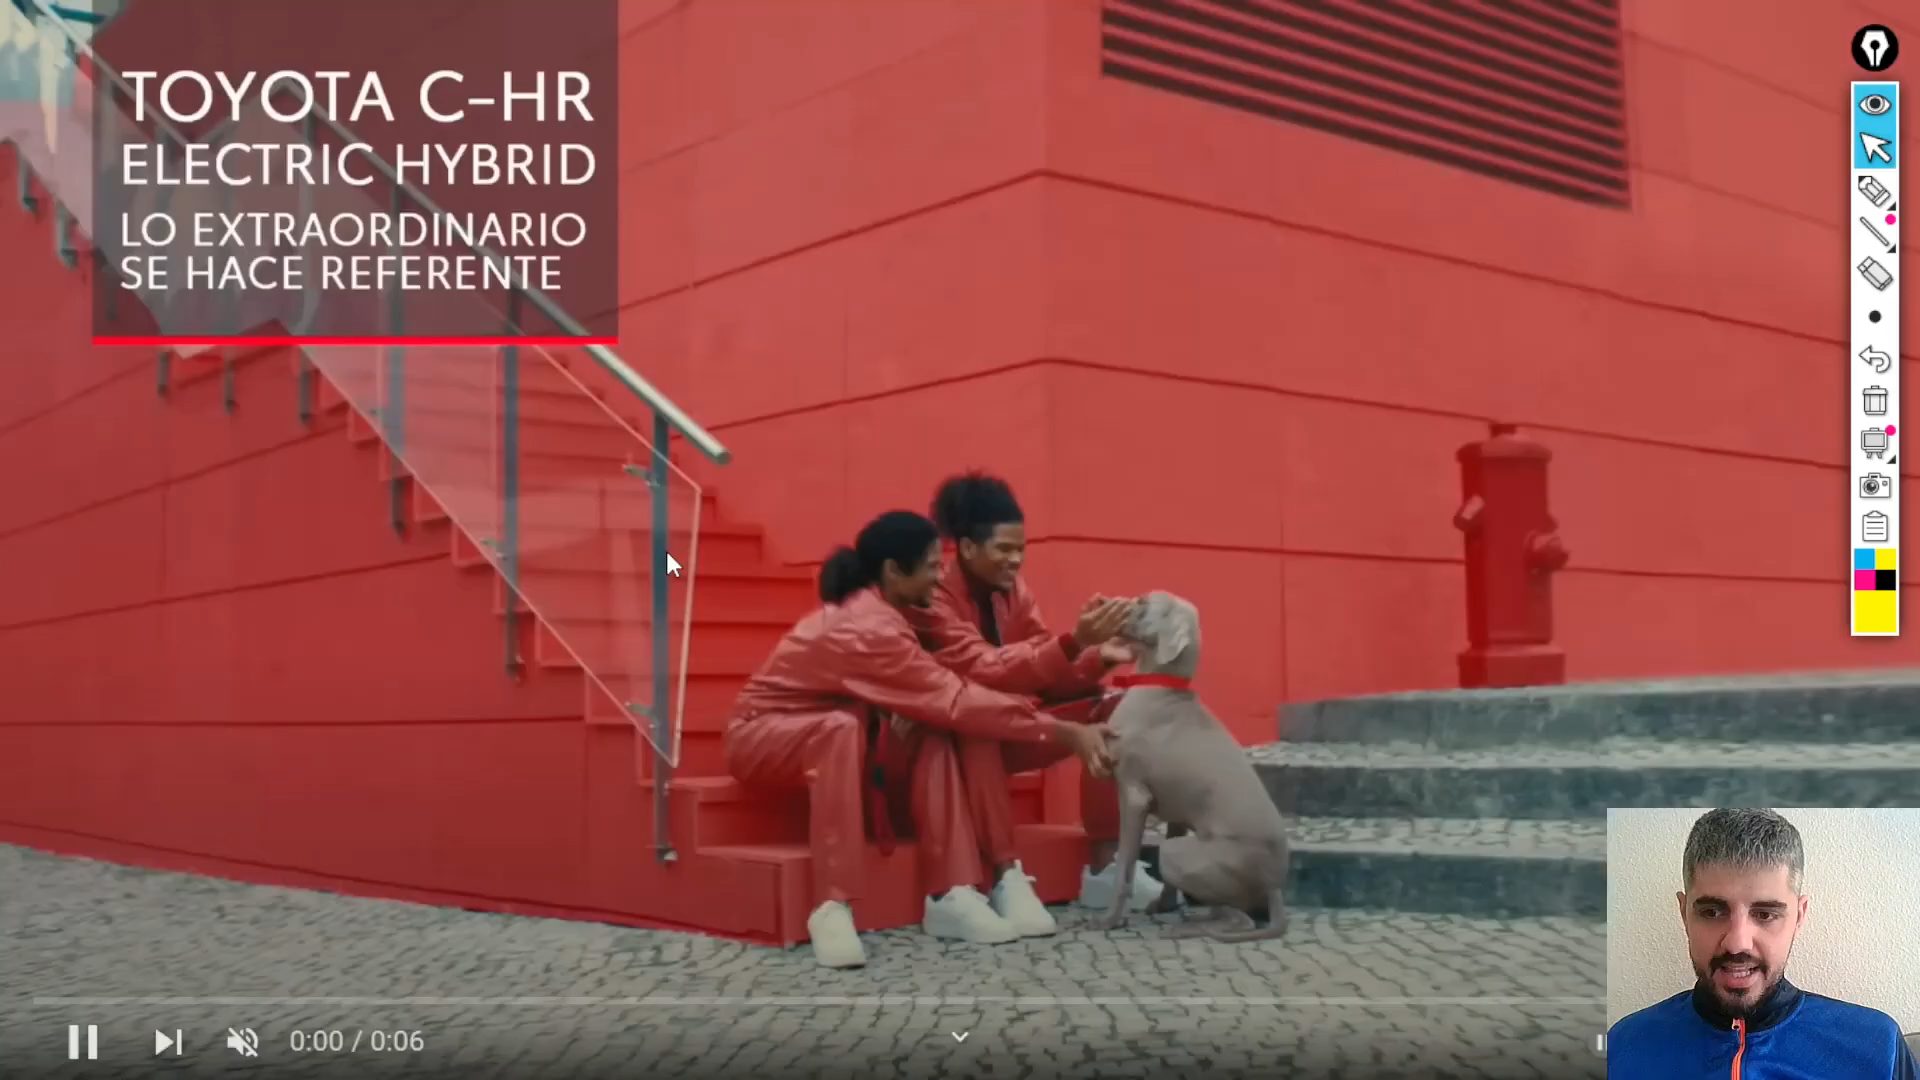 TOYOTA C-HR
ELECTRIC HYBRID
LO EXTRAORDINARIO
SE HACE REFERENTE
0:00 / 0:06